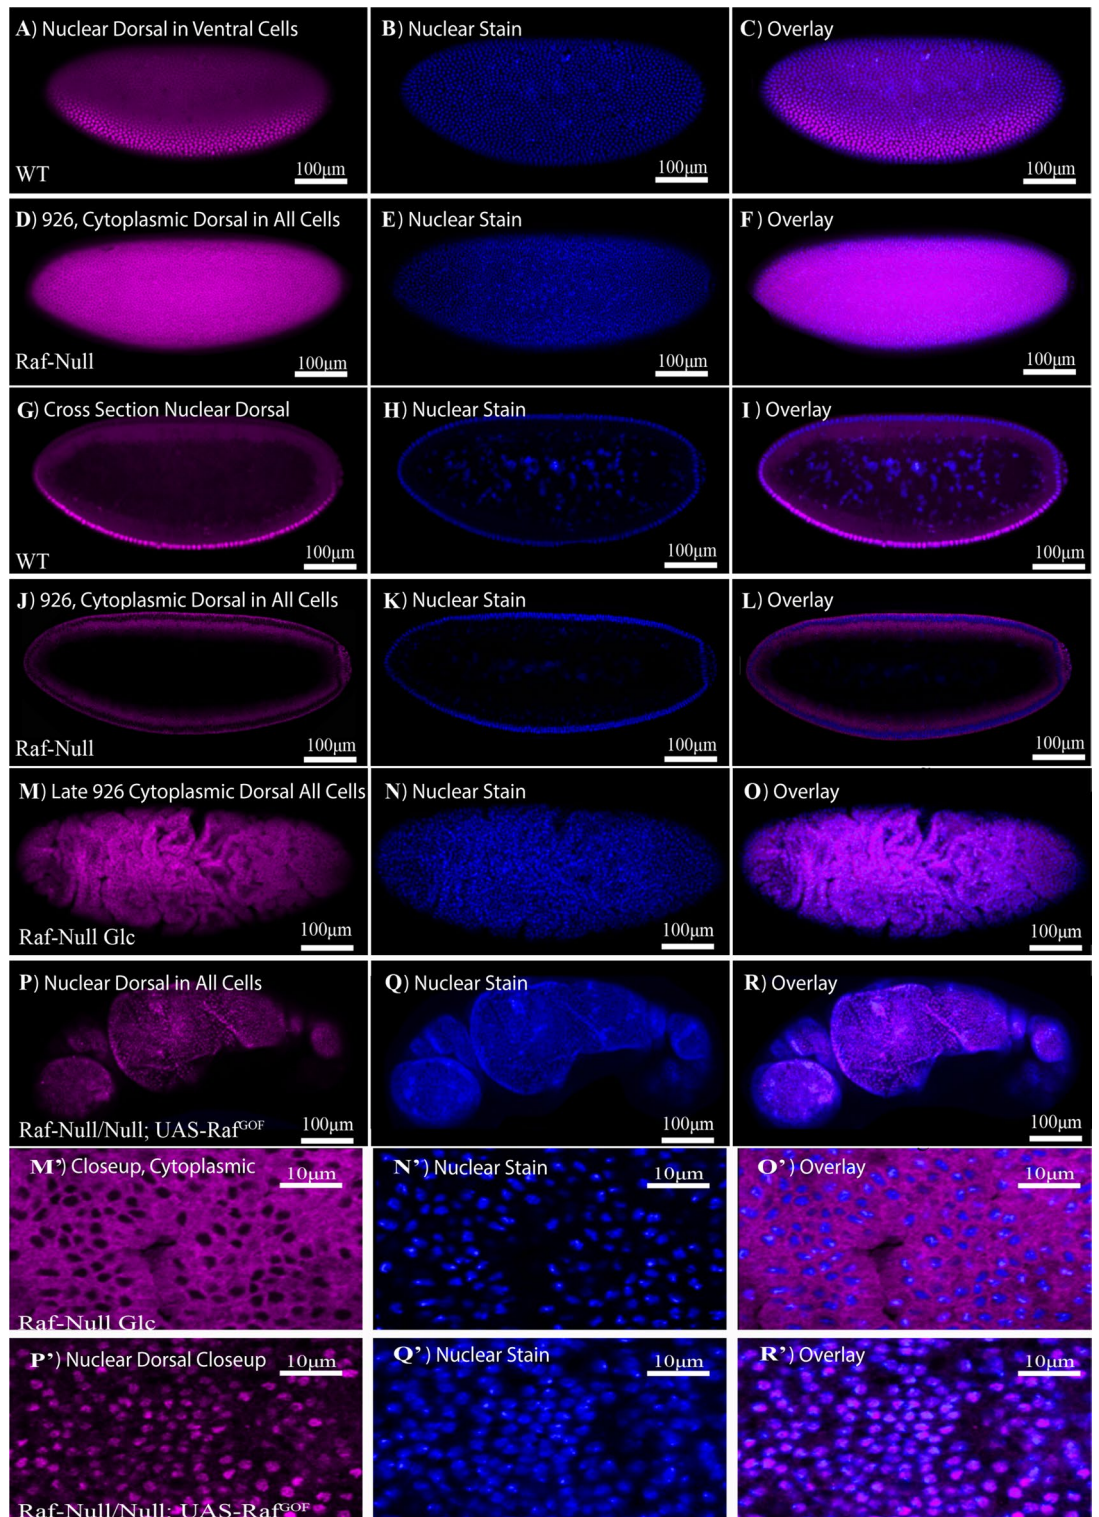 A) Nuclear Dorsal in Ventral Cells
B) Nuclear Stain
C) Overlay
WT
100μm
100μm
100μm
D) 926, Cytoplasmic Dorsal in All Cells
E) Nuclear Stain
F) Overlay
Raf-Null
100μm
100μm
100μm
G) Cross Section Nuclear Dorsal
H) Nuclear Stain
I) Overlay
WT
100μm
100μm
100μm
J) 926, Cytoplasmic Dorsal in All Cells
K) Nuclear Stain
L) Overlay
Raf-Null
100μm
100μm
100μm
M) Late 926 Cytoplasmic Dorsal All Cells
N) Nuclear Stain
O) Overlay
Raf-Null Glc
100μm
100μm
100μm
P) Nuclear Dorsal in All Cells
Q) Nuclear Stain
R) Overlay
Raf-Null/Null; UAS-Raf^GOF
100μm
100μm
100μm
M’) Closeup, Cytoplasmic
10μm
N’) Nuclear Stain
10μm
O’) Overlay
10μm
Raf-Null Glc
P’) Nuclear Dorsal Closeup
10μm
Q’) Nuclear Stain
10μm
R’) Overlay
10μm
Raf-Null/Null; UAS-Raf^GOF